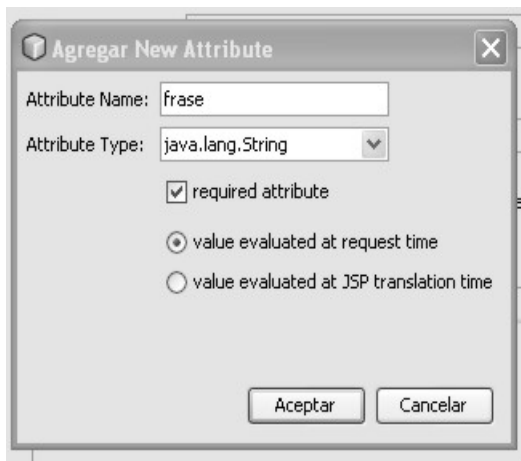 Agregar New Attribute
Attribute Name: frase
Attribute Type: java.lang.String
required attribute
value evaluated at request time
value evaluated at JSP translation time
Aceptar Cancelar